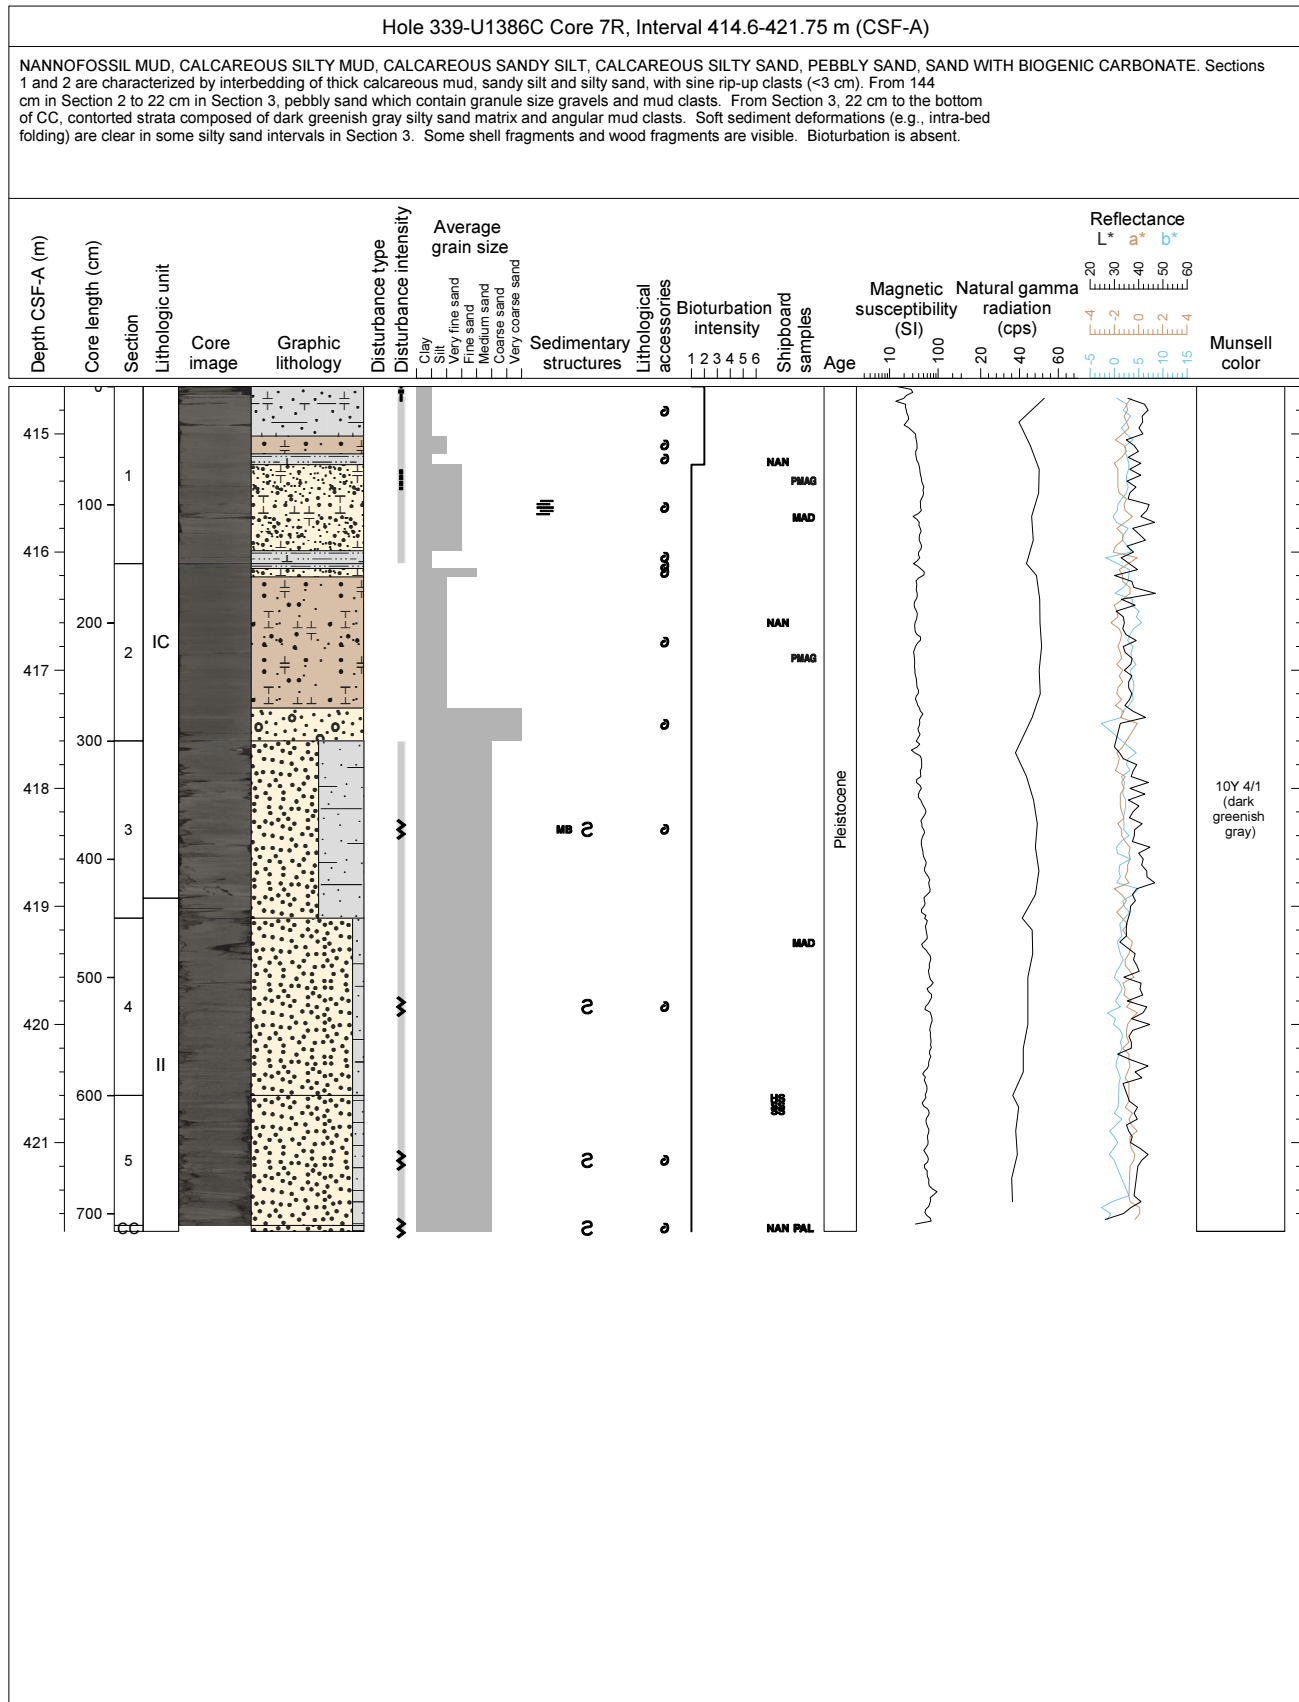 Hole 339-U1386C Core 7R, Interval 414.6-421.75 m (CSF-A)
NANNOFOSSIL MUD, CALCAREOUS SILTY MUD, CALCAREOUS SANDY SILT, CALCAREOUS SILTY SAND, PEBBLY SAND, SAND WITH BIOGENIC CARBONATE. Sections
1 and 2 are characterized by interbedding of thick calcareous mud, sandy silt and silty sand, with sine rip-up clasts (<3 cm). From 144
cm in Section 2 to 22 cm in Section 3, pebbly sand which contain granule size gravels and mud clasts. From Section 3, 22 cm to the bottom
of CC, contorted strata composed of dark greenish gray silty sand matrix and angular mud clasts. Soft sediment deformations (e.g., intra-bed
folding) are clear in some silty sand intervals in Section 3. Some shell fragments and wood fragments are visible. Bioturbation is absent.
Depth CSF-A (m)
Core length (cm)
Section
Lithologic unit
Core
image
Graphic
lithology
Disturbance type
Disturbance intensity
Average
grain size
Clay
Silt
Very fine sand
Fine sand
Medium sand
Coarse sand
Very coarse sand
Sedimentary
structures
Lithological
accessories
Bioturbation
intensity
1 2 3 4 5 6
Shipboard
samples
Age
Magnetic
susceptibility
(SI)
10 100
Natural gamma
radiation
(cps)
20 40 60
Reflectance
L* a* b*
20 30 40 50 60
-4 -2 0 2 4
-5 0 5 10 15
Munsell
color
0
415
1
NAN
PMAG
100
MAD
416
200
IC
NAN
2
PMAG
417
300
418
10Y 4/1
(dark
greenish
gray)
3
MB
Pleistocene
400
419
MAD
500
4
420
II
600
HS
SS
421
5
700
CC
NAN PAL